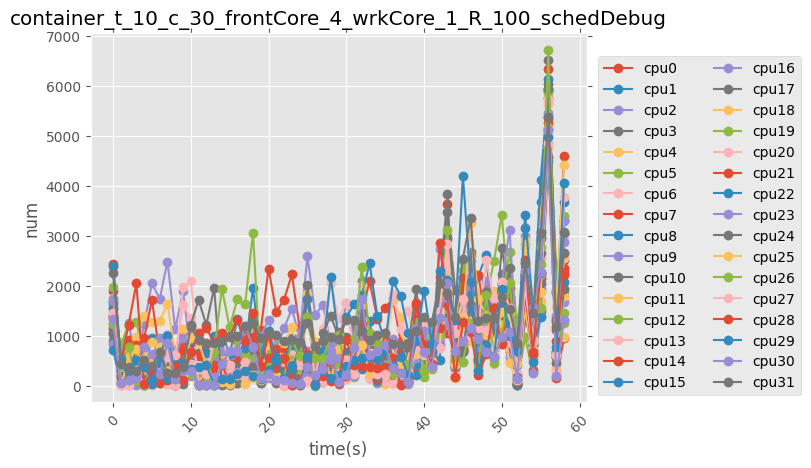 container_t_10_c_30_frontCore_4_wrkCore_1_R_100_schedDebug
7000
6000
5000
4000
3000
2000
1000
0
num
0
10
20
30
40
50
60
time(s)
cpu0
cpu1
cpu2
cpu3
cpu4
cpu5
cpu6
cpu7
cpu8
cpu9
cpu10
cpu11
cpu12
cpu13
cpu14
cpu15
cpu16
cpu17
cpu18
cpu19
cpu20
cpu21
cpu22
cpu23
cpu24
cpu25
cpu26
cpu27
cpu28
cpu29
cpu30
cpu31